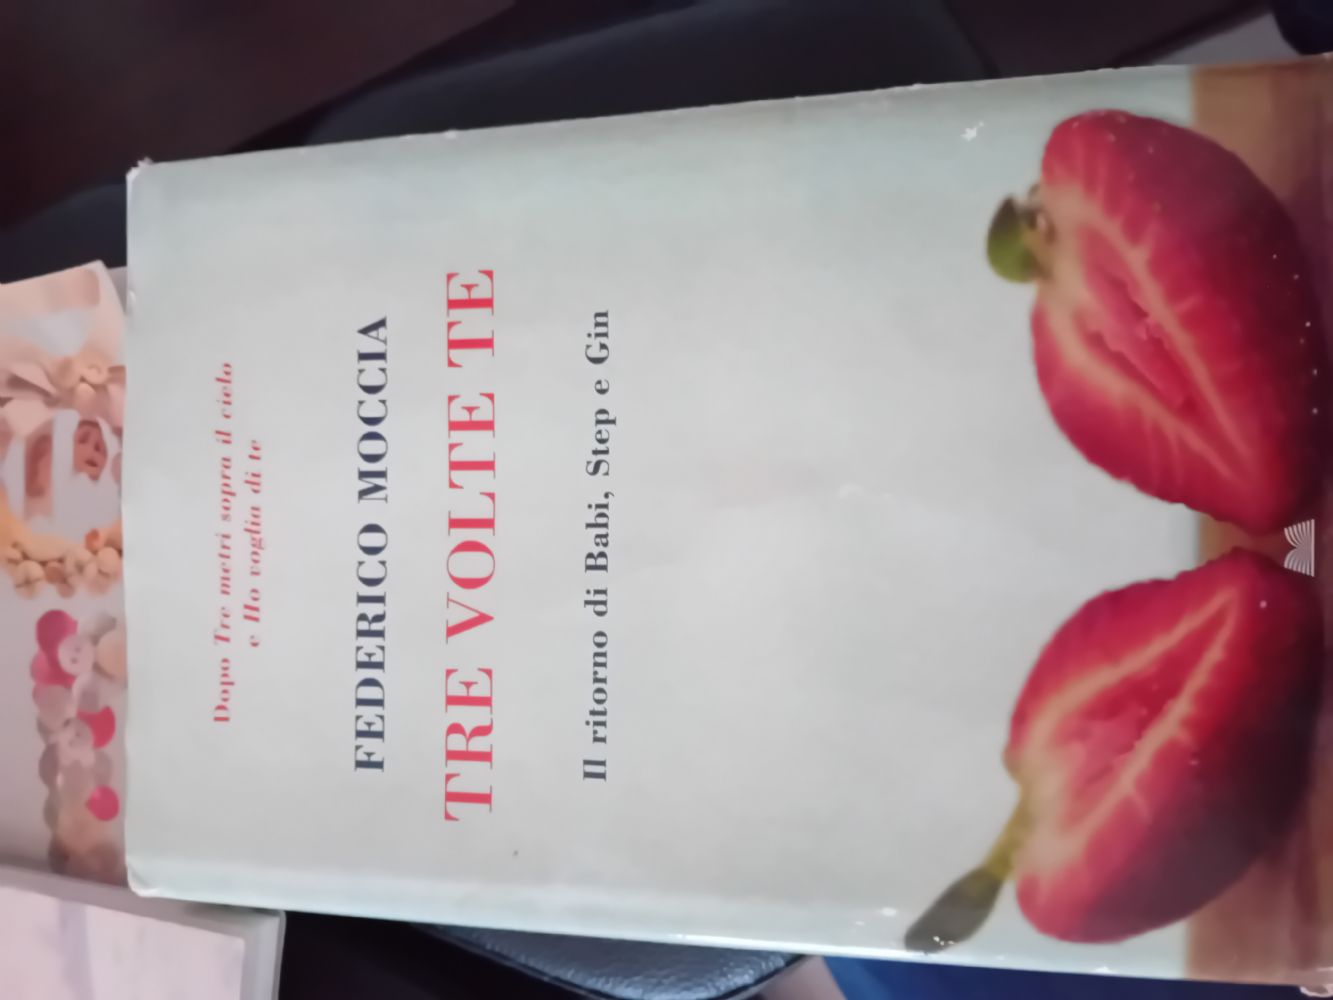 Dopo Tre metri sopra il cielo
e Ho voglia di te
FEDERICO MOCCIA
TRE VOLTE TE
Il ritorno di Babi, Step e Gin